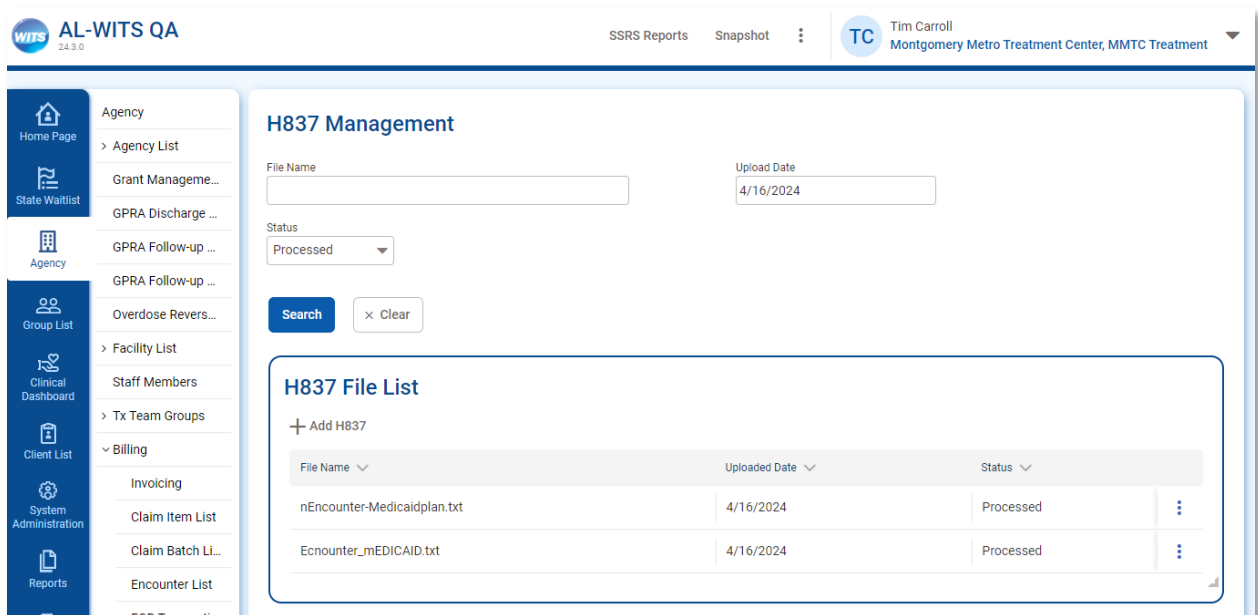 WITS
AL-WITS QA
24.3.0
SSRS Reports
Snapshot
TC
Tim Carroll
Montgomery Metro Treatment Center, MMTC Treatment
Home Page
State Waitlist
Agency
Group List
Clinical
Dashboard
Client List
System
Administration
Reports
Agency
Agency List
Grant Manageme...
GPRA Discharge ...
GPRA Follow-up ...
GPRA Follow-up ...
Overdose Revers...
Facility List
Staff Members
Tx Team Groups
Billing
Invoicing
Claim Item List
Claim Batch Li...
Encounter List
H837 Management
File Name
Upload Date
4/16/2024
Status
Processed
Search
× Clear
H837 File List
+ Add H837
File Name Uploaded Date Status
nEncounter-Medicaidplan.txt 4/16/2024 Processed
Ecnounter_mEDICAID.txt 4/16/2024 Processed